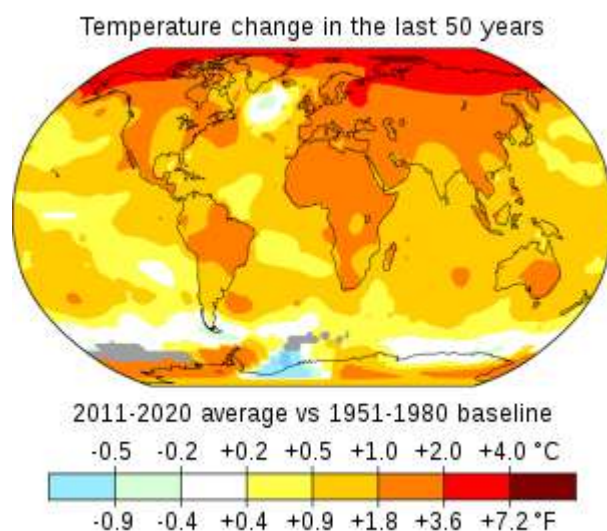 Temperature change in the last 50 years
2011-2020 average vs 1951-1980 baseline
-0.5 -0.2 +0.2 +0.5 +1.0 +2.0 +4.0 °C
-0.9 -0.4 +0.4 +0.9 +1.8 +3.6 +7.2 °F